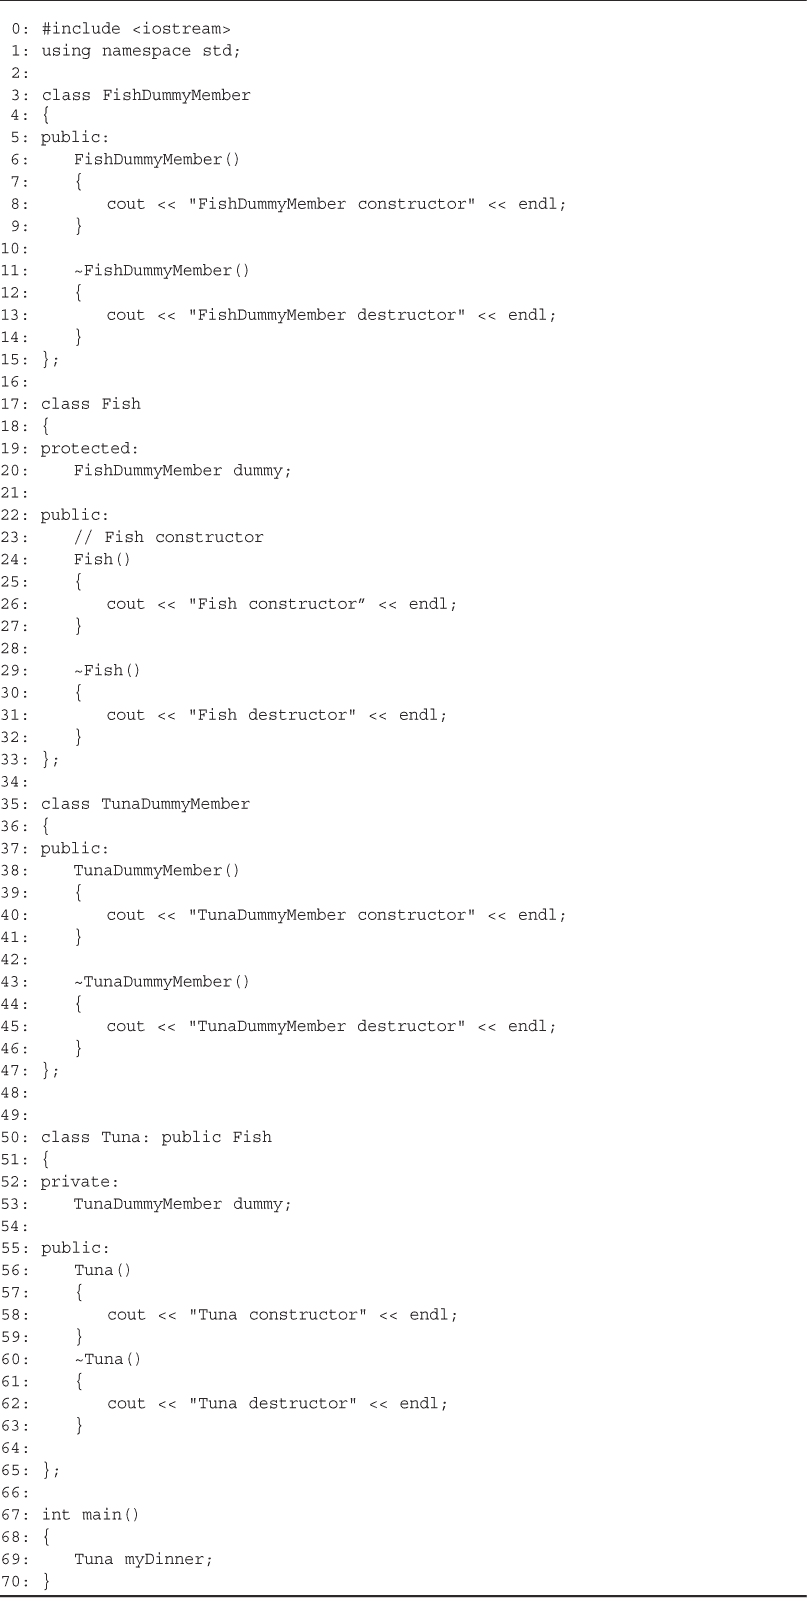 0: #include <iostream>
1: using namespace std;
2:
3: class FishDummyMember
4: {
5: public:
6:    FishDummyMember()
7:    {
8:       cout << "FishDummyMember constructor" << endl;
9:    }
10:
11:    ~FishDummyMember()
12:    {
13:       cout << "FishDummyMember destructor" << endl;
14:    }
15: };
16:
17: class Fish
18: {
19: protected:
20:    FishDummyMember dummy;
21:
22: public:
23:    // Fish constructor
24:    Fish()
25:    {
26:       cout << "Fish constructor” << endl;
27:    }
28:
29:    ~Fish()
30:    {
31:       cout << "Fish destructor" << endl;
32:    }
33: };
34:
35: class TunaDummyMember
36: {
37: public:
38:    TunaDummyMember()
39:    {
40:       cout << "TunaDummyMember constructor" << endl;
41:    }
42:
43:    ~TunaDummyMember()
44:    {
45:       cout << "TunaDummyMember destructor" << endl;
46:    }
47: };
48:
49:
50: class Tuna: public Fish
51: {
52: private:
53:    TunaDummyMember dummy;
54:
55: public:
56:    Tuna()
57:    {
58:       cout << "Tuna constructor" << endl;
59:    }
60:    ~Tuna()
61:    {
62:       cout << "Tuna destructor" << endl;
63:    }
64:
65: };
66:
67: int main()
68: {
69:    Tuna myDinner;
70: }